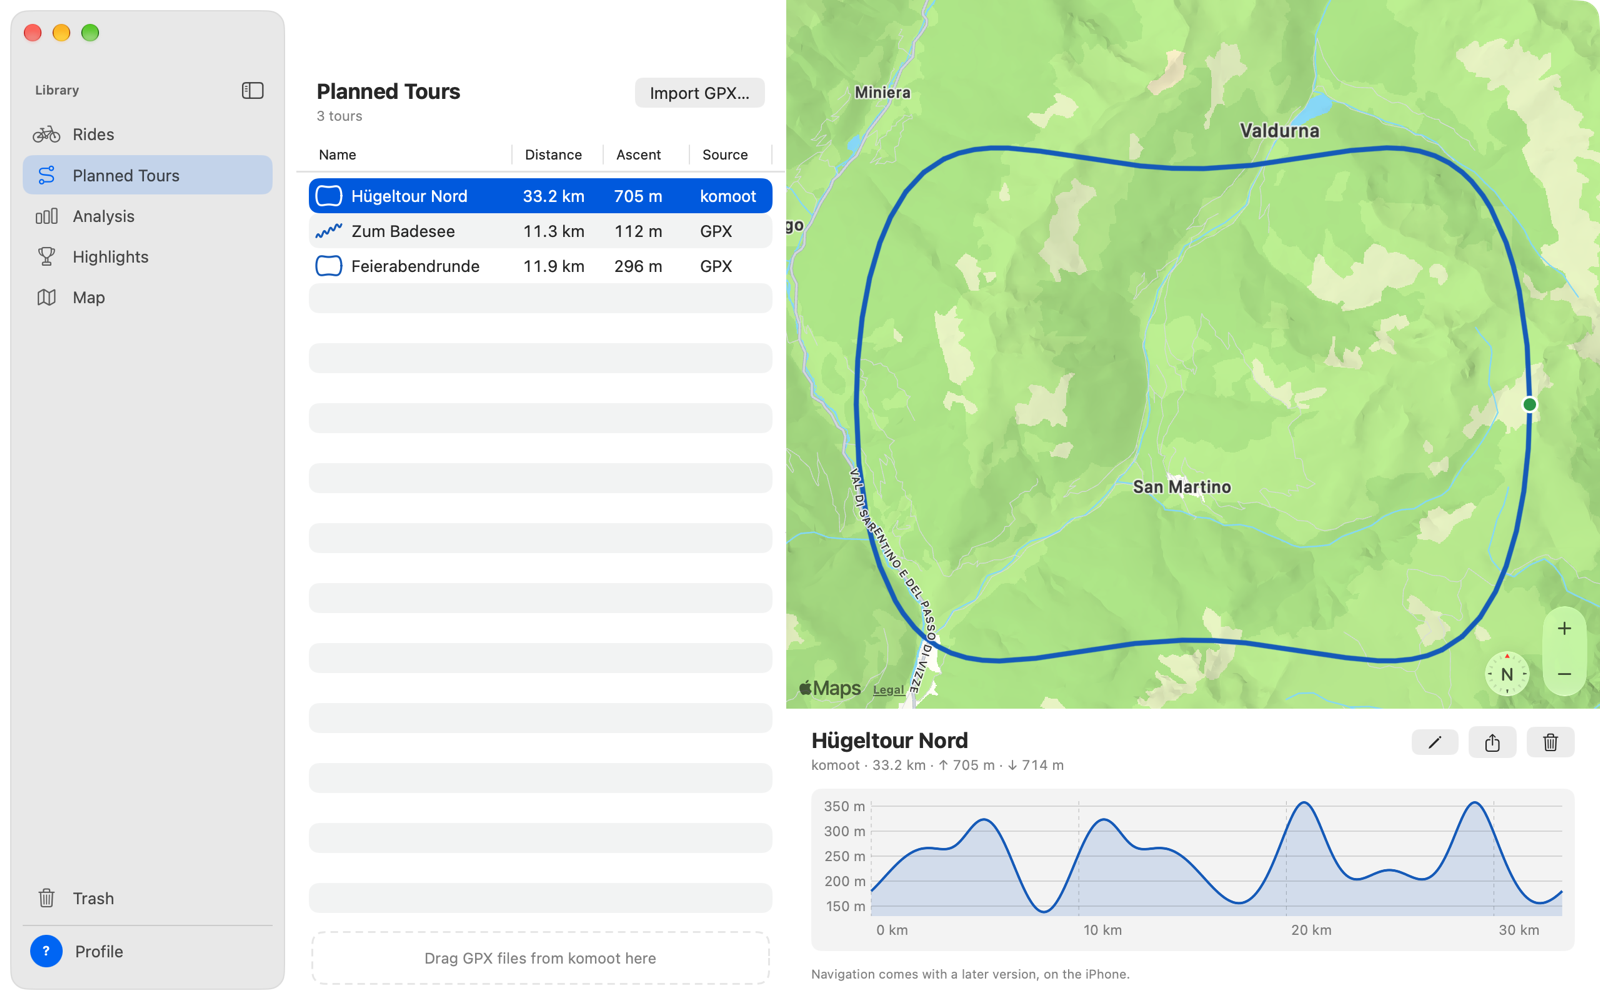 Library
Rides
Planned Tours
Analysis
Highlights
Map
Trash
?
Profile
Planned Tours
3 tours
Import GPX...
Name Distance Ascent Source
Hügeltour Nord 33.2 km 705 m komoot
Zum Badesee 11.3 km 112 m GPX
Feierabendrunde 11.9 km 296 m GPX
Drag GPX files from komoot here
Miniera
Valdurna
go
San Martino
VAL DI SARENTINO E DEL PASSO DI VIZZE
Maps Legal
N
+
−
Hügeltour Nord
komoot · 33.2 km · ↑ 705 m · ↓ 714 m
350 m
300 m
250 m
200 m
150 m
0 km 10 km 20 km 30 km
Navigation comes with a later version, on the iPhone.